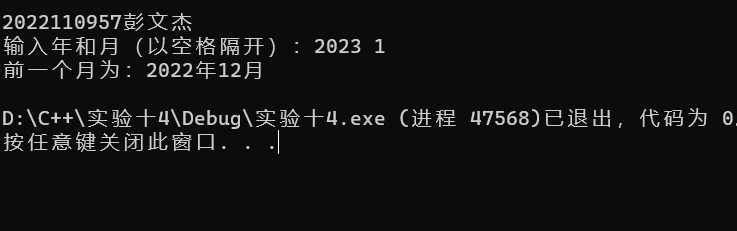 2022110957彭文杰
输入年和月（以空格隔开）：2023 1
前一个月为：2022年12月
D:\C++\实验十4\Debug\实验十4.exe (进程 47568)已退出，代码为 0。
按任意键关闭此窗口. . .